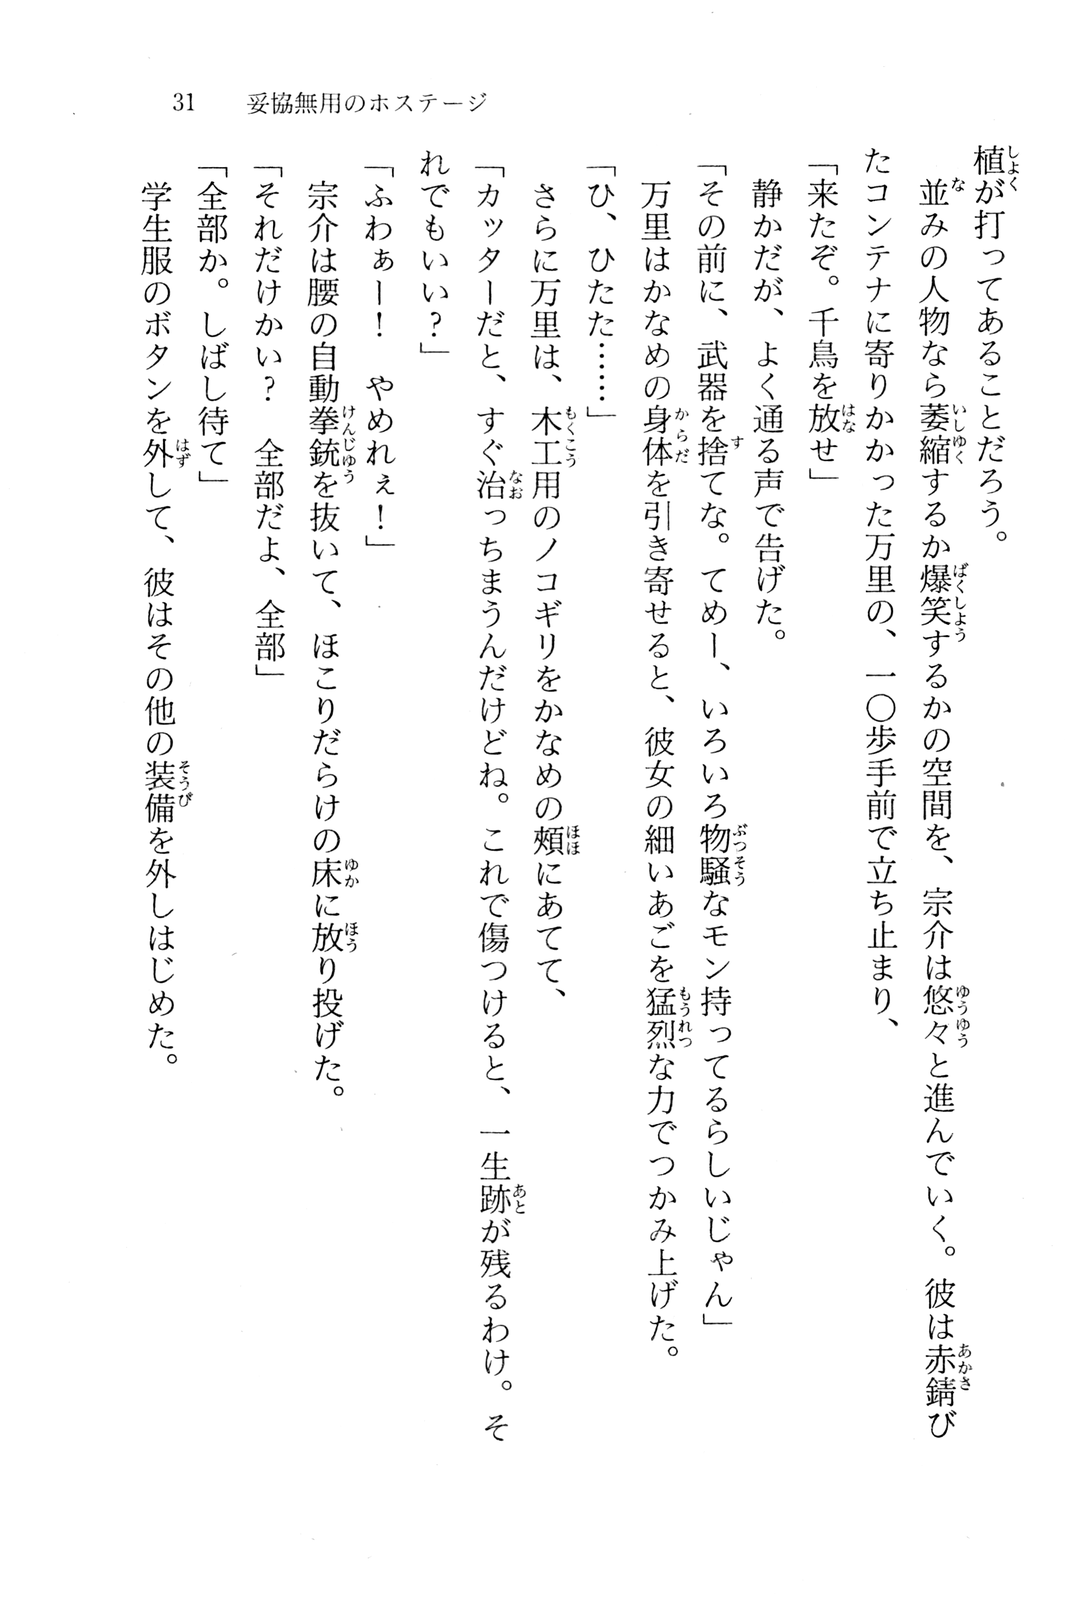 31　妥協無用のホステージ
植が打ってあることだろう。
　並みの人物なら萎縮するか爆笑するかの空間を、宗介は悠々と進んでいく。彼は赤錆び
たコンテナに寄りかかった万里の、一〇歩手前で立ち止まり、
「来たぞ。千鳥を放せ」
　静かだが、よく通る声で告げた。
「その前に、武器を捨てな。てめー、いろいろ物騒なモン持ってるらしいじゃん」
　万里はかなめの身体を引き寄せると、彼女の細いあごを猛烈な力でつかみ上げた。
「ひ、ひたた……」
　さらに万里は、木工用のノコギリをかなめの頰にあてて、
「カッターだと、すぐ治っちまうんだけどね。これで傷つけると、一生跡が残るわけ。そ
れでもいい？」
「ふわぁー！　やめれぇ！」
　宗介は腰の自動拳銃を抜いて、ほこりだらけの床に放り投げた。
「それだけかい？　全部だよ、全部」
「全部か。しばし待て」
　学生服のボタンを外して、彼はその他の装備を外しはじめた。